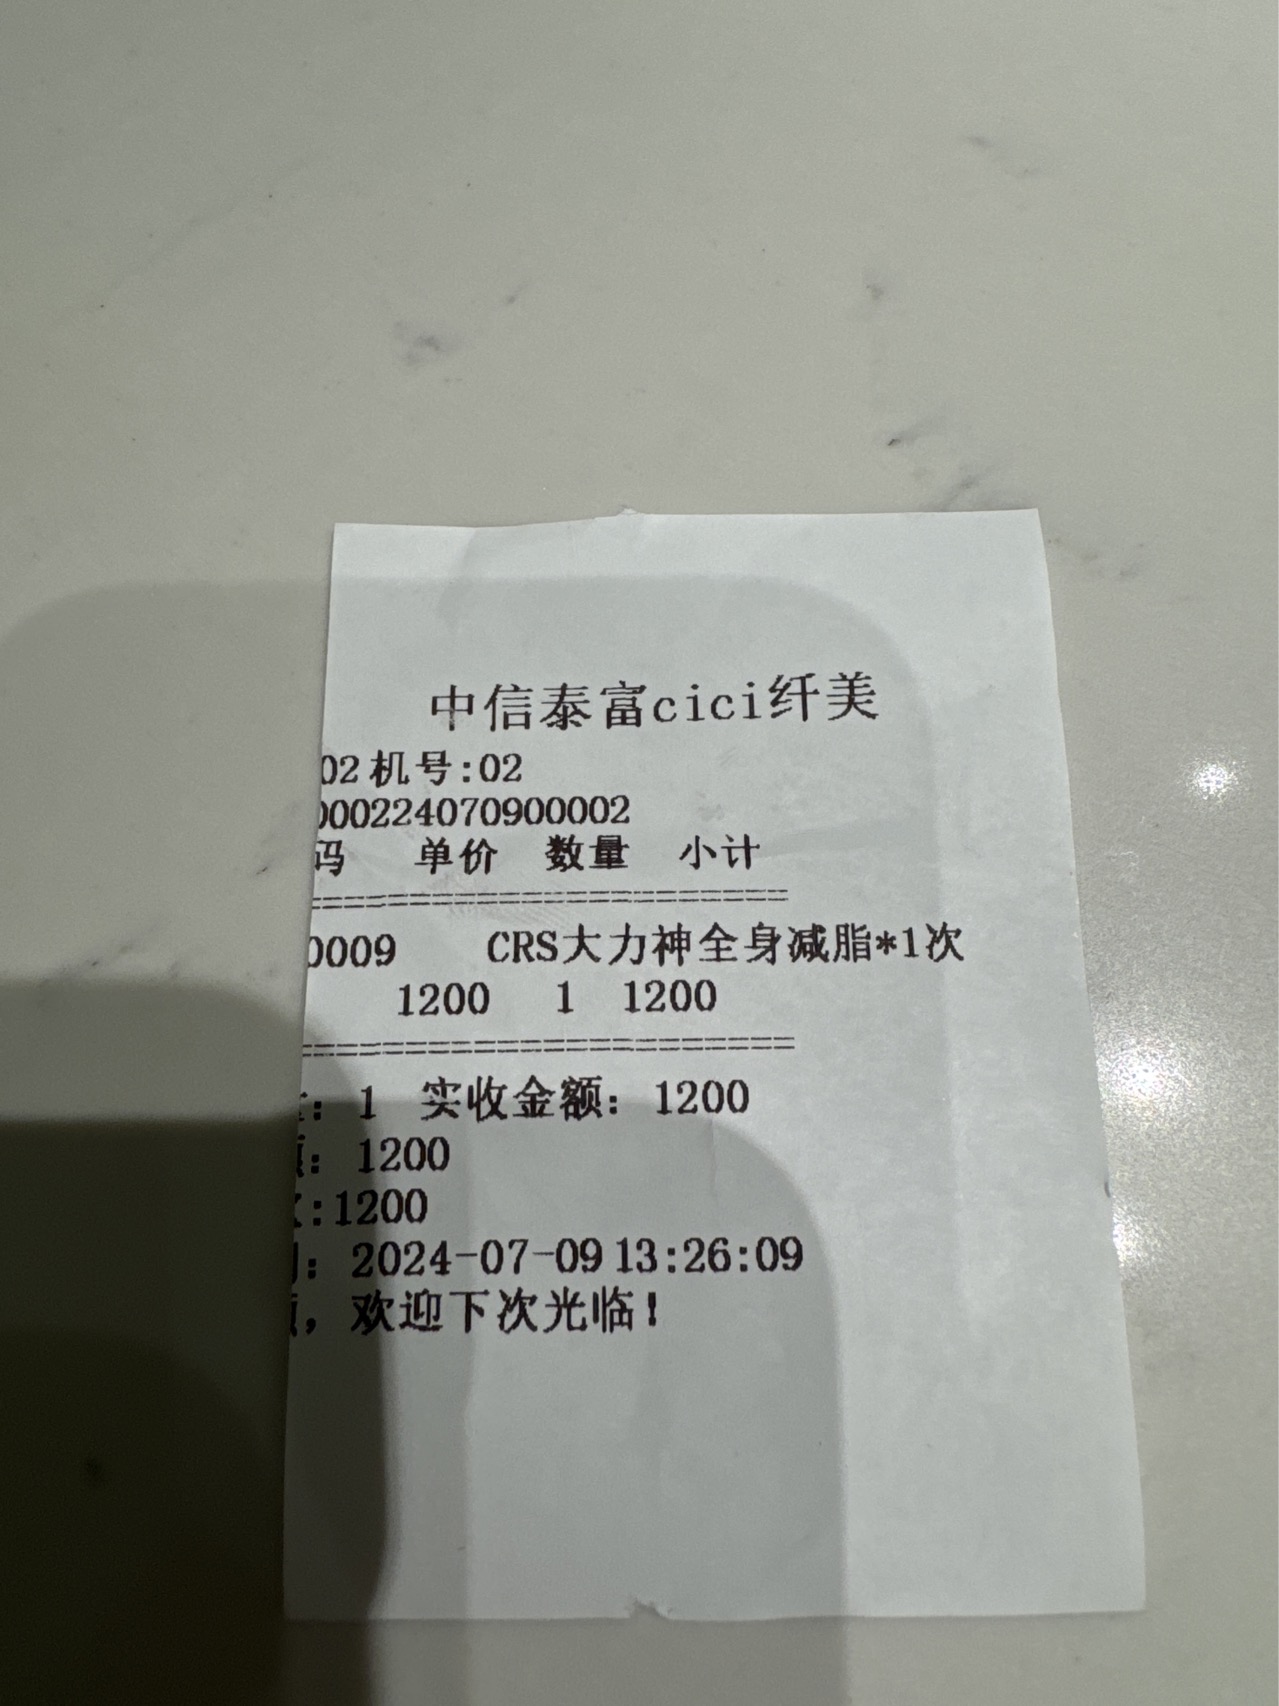 中信泰富cici纤美
02机号:02
000224070900002
码 单价 数量 小计
0009 CRS大力神全身减脂*1次
1200 1 1200
: 1 实收金额: 1200
: 1200
:1200
: 2024-07-09 13:26:09
, 欢迎下次光临!